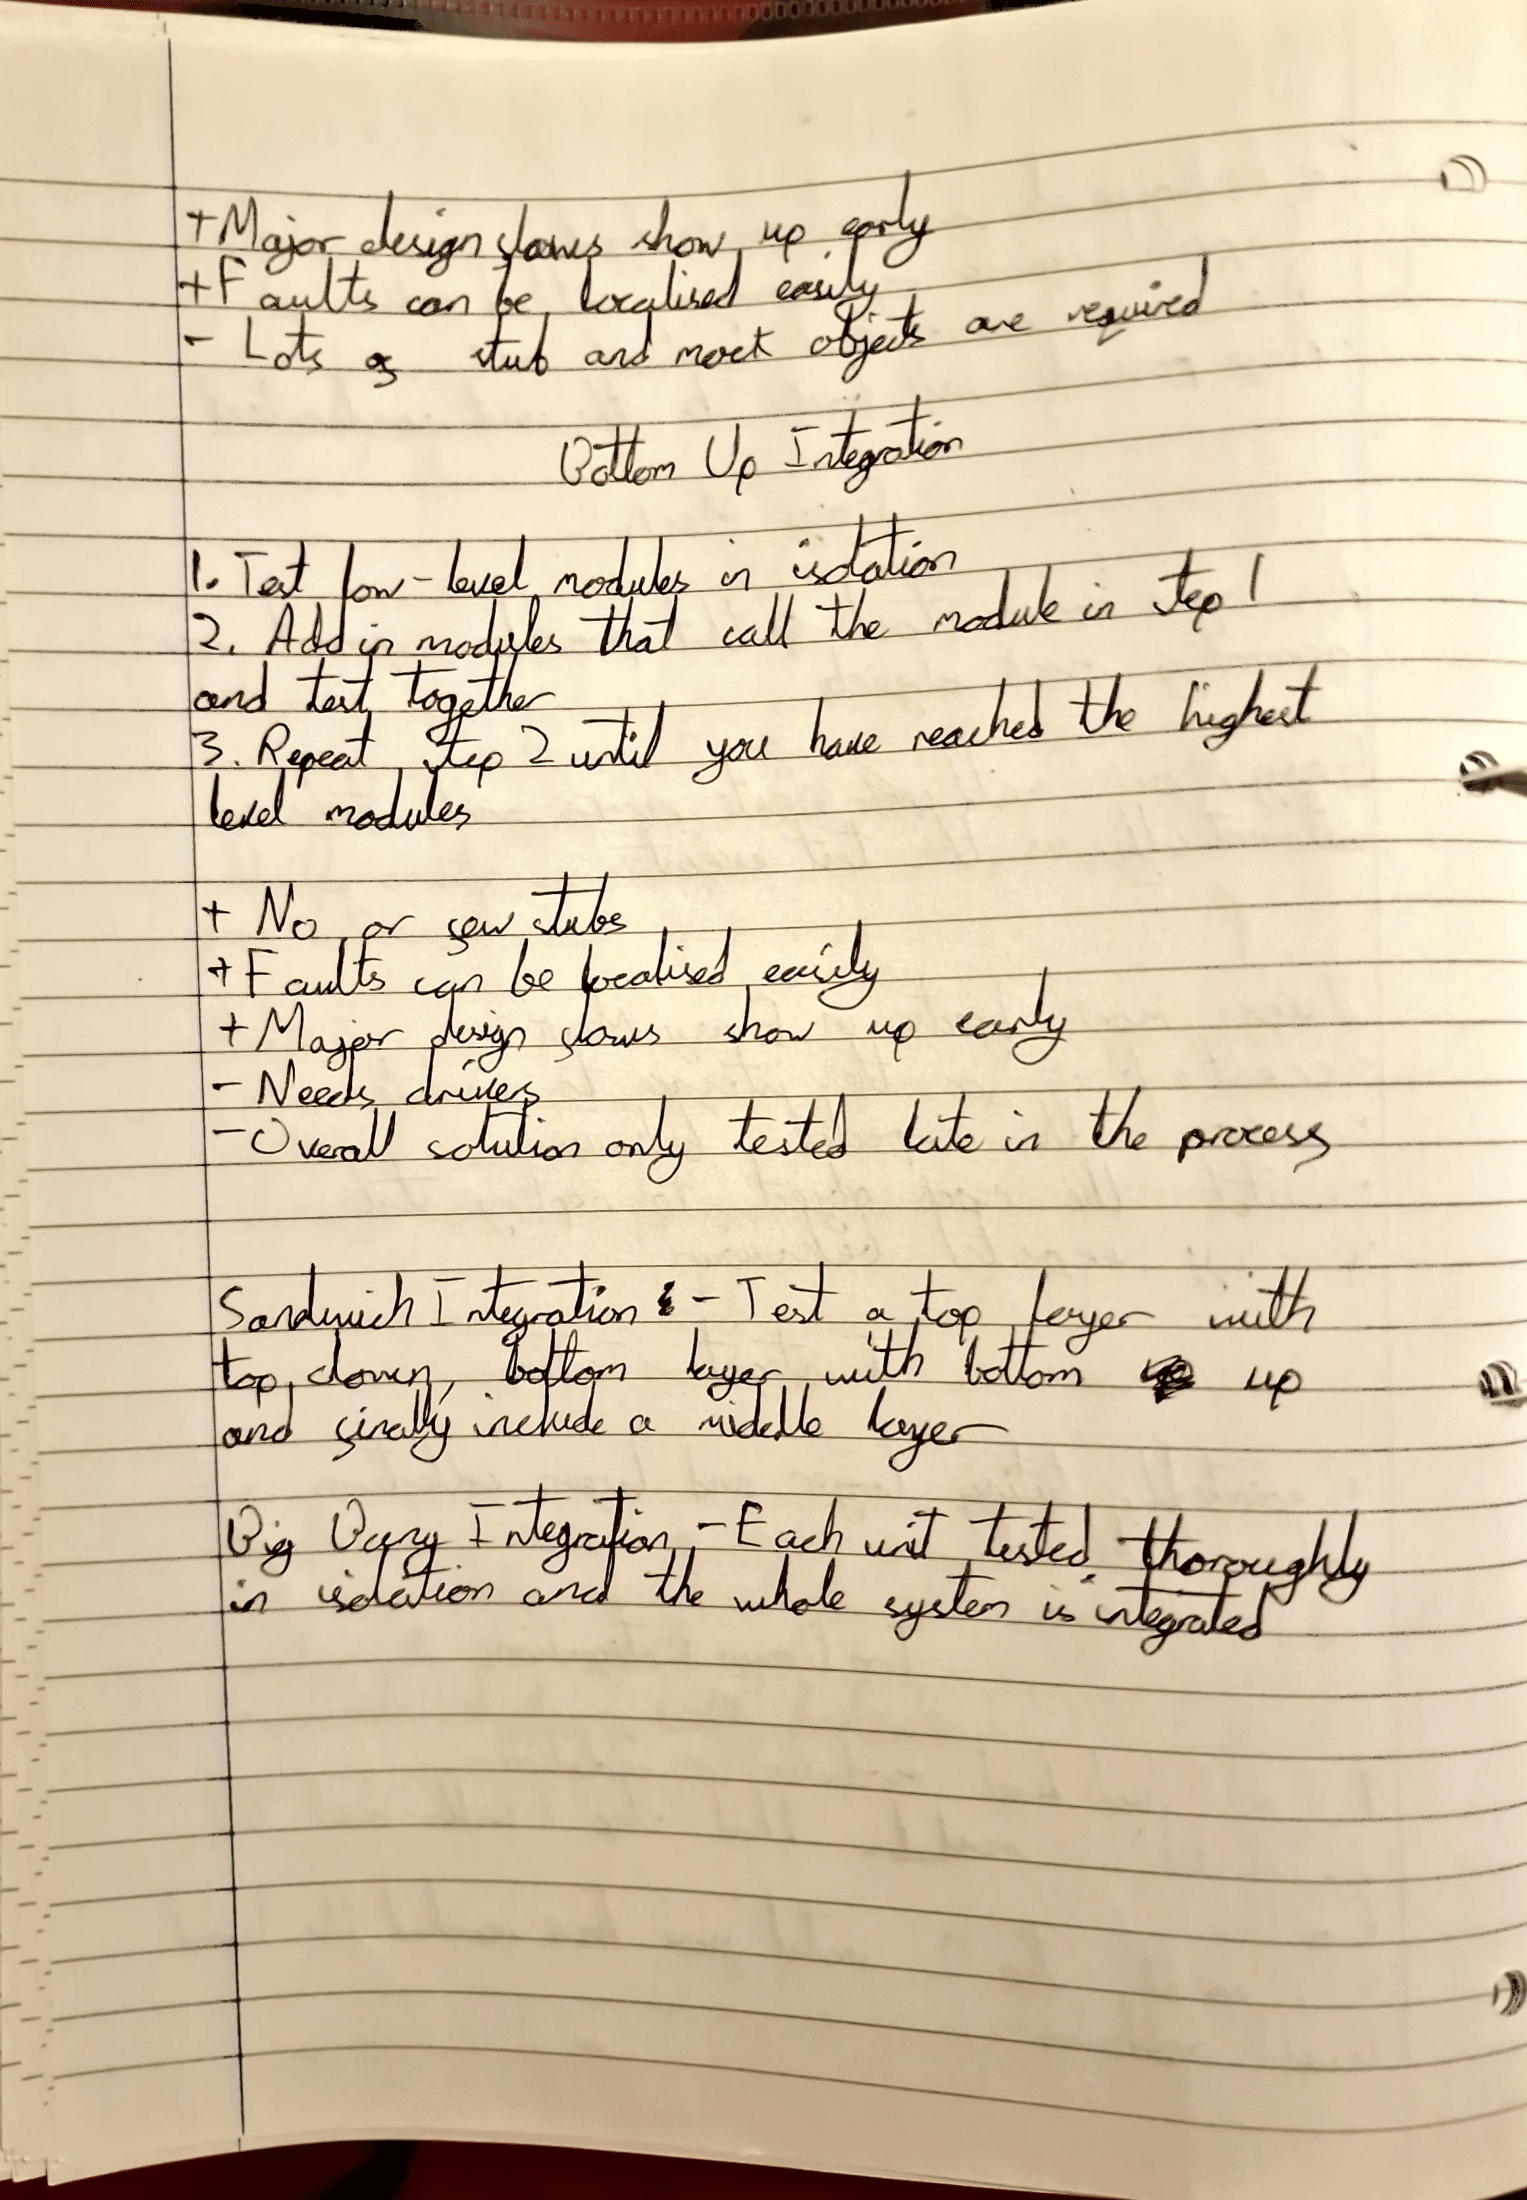 + Major design flaws show up early
+ Faults can be localised easily
- Lots of stub and mock objects are required
Bottom Up Integration
1. Test low-level modules in isolation
2. Add in modules that call the module in step 1
and test together
3. Repeat step 2 until you have reached the highest
level modules
+ No or few stubs
+ Faults can be localised easily
+ Major design flaws show up early
- Needs drivers
- Overall solution only tested late in the process
Sandwich Integration - Test a top layer with
top down, bottom layer with bottom up
and finally include a middle layer
Big Bang Integration - Each unit tested thoroughly
in isolation and the whole system is integrated